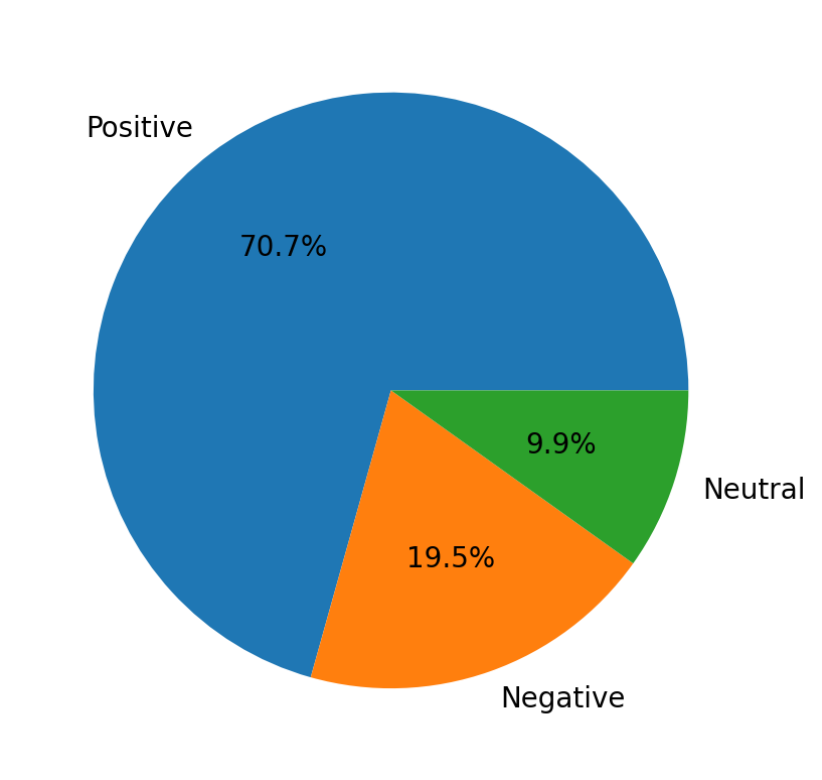 Positive
70.7%
9.9%
Neutral
19.5%
Negative